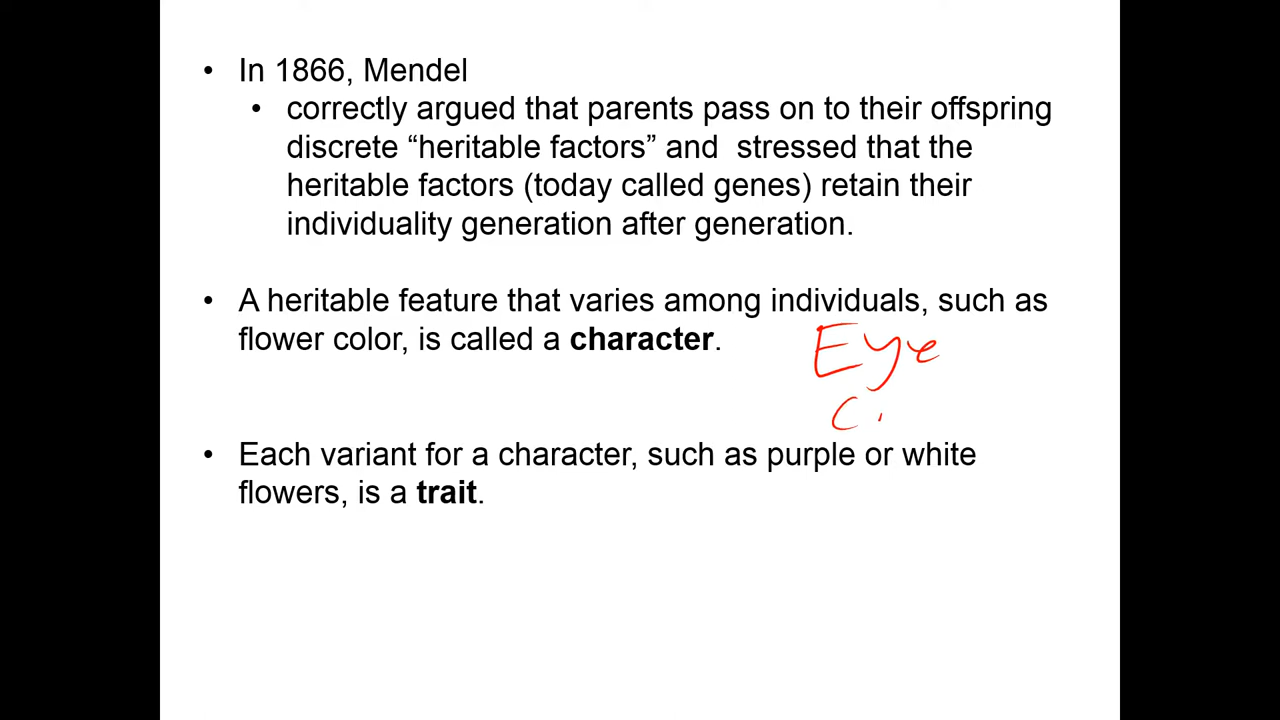 • In 1866, Mendel
• correctly argued that parents pass on to their offspring
discrete “heritable factors” and stressed that the
heritable factors (today called genes) retain their
individuality generation after generation.
• A heritable feature that varies among individuals, such as
flower color, is called a character.
Eye
C
• Each variant for a character, such as purple or white
flowers, is a trait.